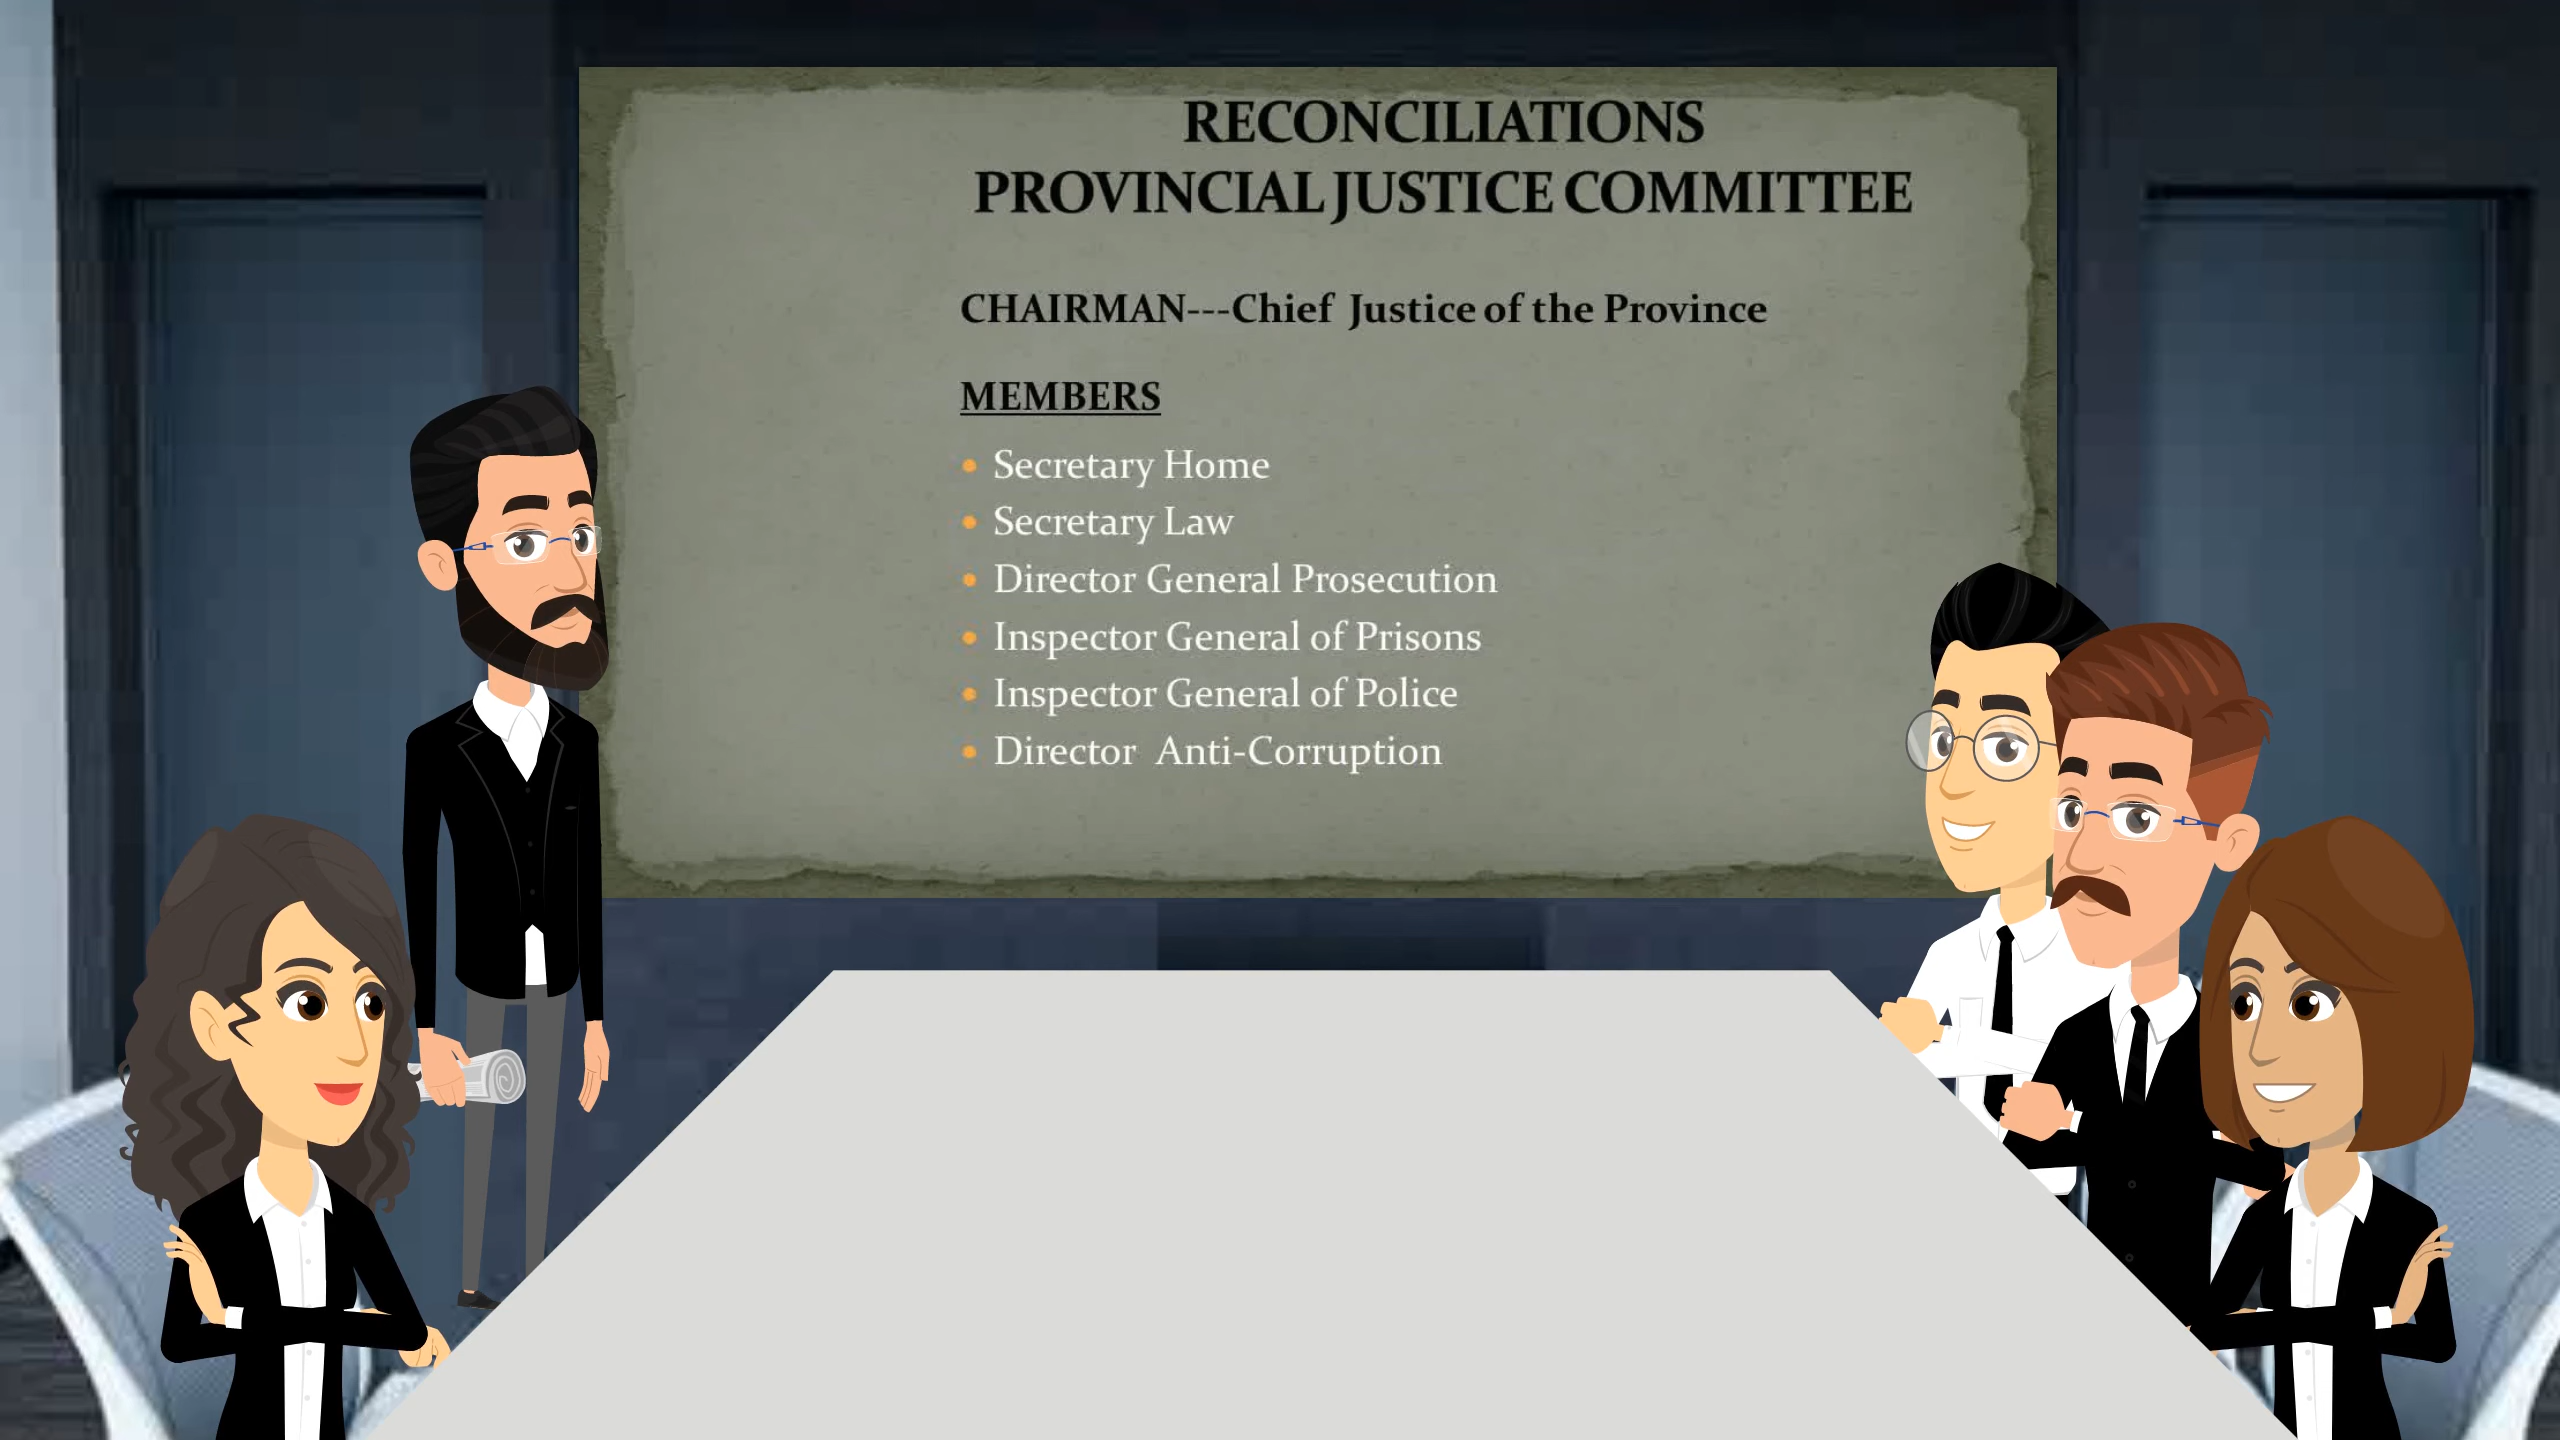 RECONCILIATIONS
PROVINCIAL JUSTICE COMMITTEE
CHAIRMAN---Chief Justice of the Province
MEMBERS
• Secretary Home
• Secretary Law
• Director General Prosecution
• Inspector General of Prisons
• Inspector General of Police
• Director Anti-Corruption